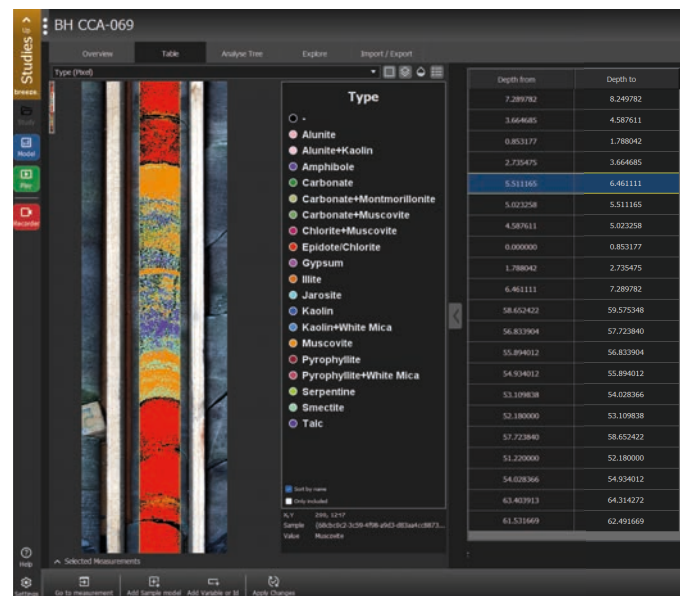 Up
Studies
breeze
Study
Model
Play
Recorder
Help
Settings
BH CCA-069
Overview
Table
Analyse Tree
Explore
Import / Export
Type (Pixel)
Type
-
Alunite
Alunite+Kaolin
Amphibole
Carbonate
Carbonate+Montmorillonite
Carbonate+Muscovite
Chlorite+Muscovite
Epidote/Chlorite
Gypsum
Illite
Jarosite
Kaolin
Kaolin+White Mica
Muscovite
Pyrophyllite
Pyrophyllite+White Mica
Serpentine
Smectite
Talc
Sort by name
Only included
X,Y 200, 1247
Sample
Value Muscovite
Selected Measurements
Go to measurement
Add Sample model
Add Variable or Id
Apply Changes
Depth from Depth to
7.289782 8.249782
3.664685 4.587611
0.853177 1.788042
2.735475 3.664685
5.511165 6.461111
5.023258 5.511165
4.587611 5.023258
0.000000 0.853177
1.788042 2.735475
6.461111 7.289782
58.652422 59.575348
56.833904 57.723840
55.894012 56.833904
54.934012 55.894012
53.109838 54.028366
52.180000 53.109838
57.723840 58.652422
51.220000 52.180000
54.028366 54.934012
63.403913 64.314272
61.531669 62.491669